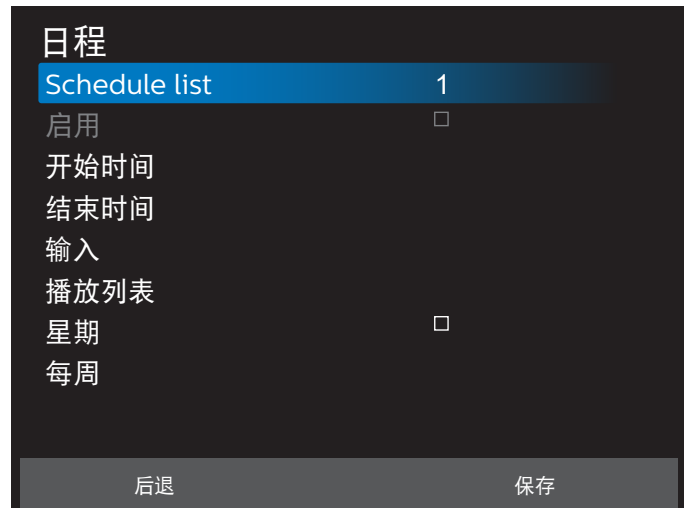 日程
Schedule list 1
启用
开始时间
结束时间
输入
播放列表
星期
每周
后退 保存